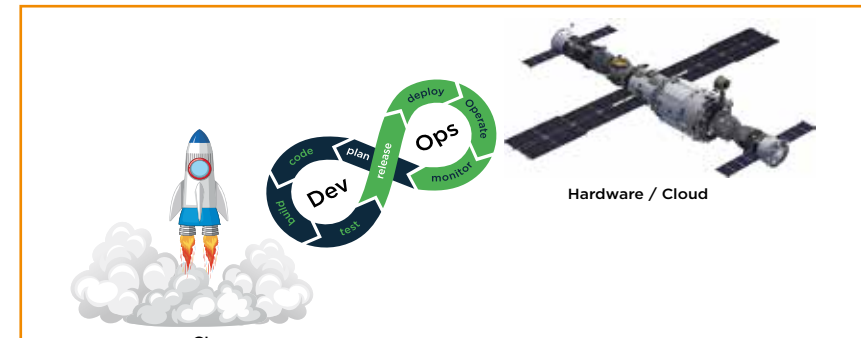 deploy
Operate
Ops
monitor
release
plan
code
Dev
build
test
Hardware / Cloud